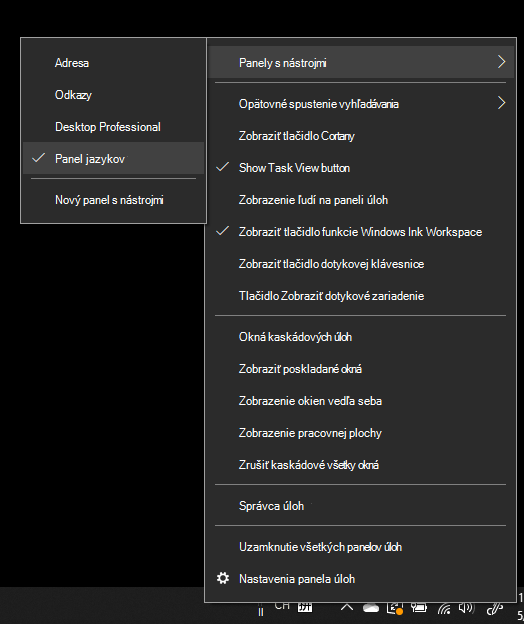 Adresa
Odkazy
Desktop Professional
Panel jazykov
Nový panel s nástrojmi
Panely s nástrojmi
Opätovné spustenie vyhľadávania
Zobraziť tlačidlo Cortany
Show Task View button
Zobrazenie ľudí na paneli úloh
Zobraziť tlačidlo funkcie Windows Ink Workspace
Zobraziť tlačidlo dotykovej klávesnice
Tlačidlo Zobraziť dotykové zariadenie
Okná kaskádových úloh
Zobraziť poskladané okná
Zobrazenie okien vedľa seba
Zobrazenie pracovnej plochy
Zrušiť kaskádové všetky okná
Správca úloh
Uzamknutie všetkých panelov úloh
Nastavenia panela úloh
CH 拼